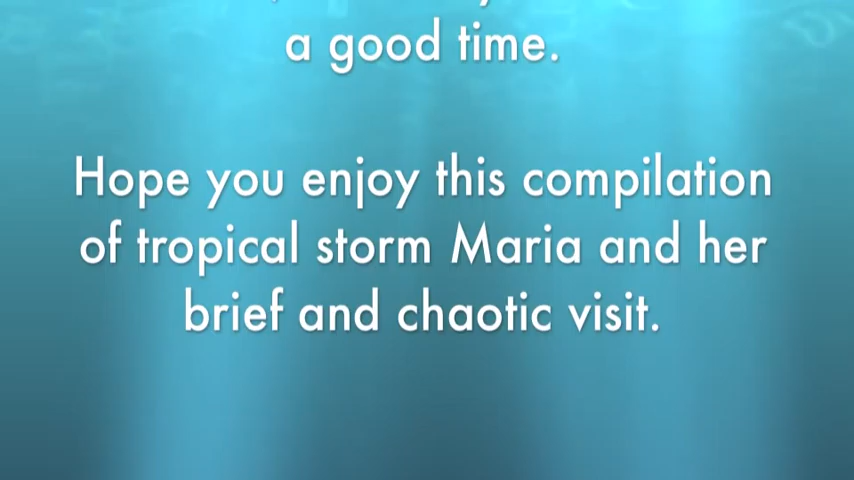 a good time.
Hope you enjoy this compilation
of tropical storm Maria and her
brief and chaotic visit.